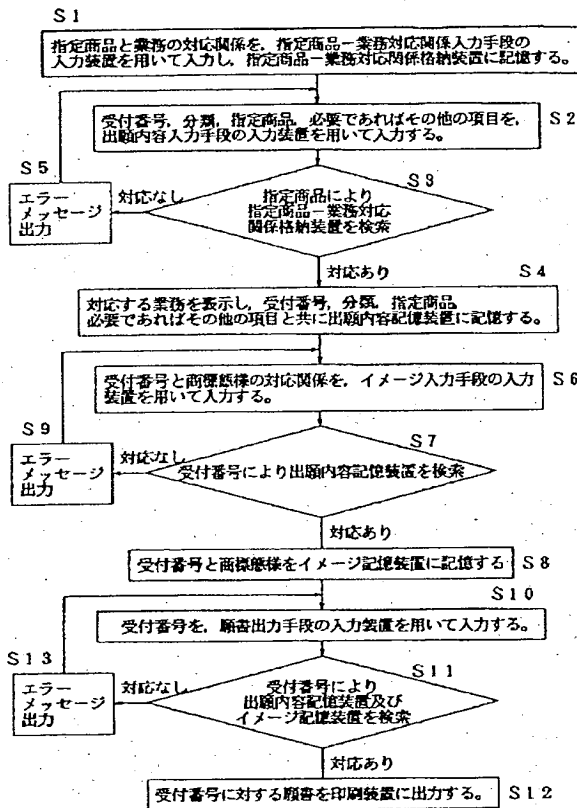 S1
指定商品と業務の対応関係を，指定商品－業務対応関係入力手段の
入力装置を用いて入力し，指定商品－業務対応関係格納装置に記憶する。
受付番号，分類，指定商品，必要であればその他の項目を，
出願内容入力手段の入力装置を用いて入力する。
S2
S5
エラー
メッセージ
出力
対応なし
S3
指定商品により
指定商品－業務対応
関係格納装置を検索
対応あり
S4
対応する業務を表示し，受付番号，分類，指定商品
必要であればその他の項目と共に出願内容記憶装置に記憶する。
受付番号と商標態様の対応関係を，イメージ入力手段の入力
装置を用いて入力する。
S6
S9
エラー
メッセージ
出力
対応なし
S7
受付番号により出願内容記憶装置を検索
対応あり
受付番号と商標態様をイメージ記憶装置に記憶する
S8
S10
受付番号を，願書出力手段の入力装置を用いて入力する。
S13
エラー
メッセージ
出力
対応なし
S11
受付番号により
出願内容記憶装置及び
イメージ記憶装置を検索
対応あり
受付番号に対する願書を印刷装置に出力する。
S12